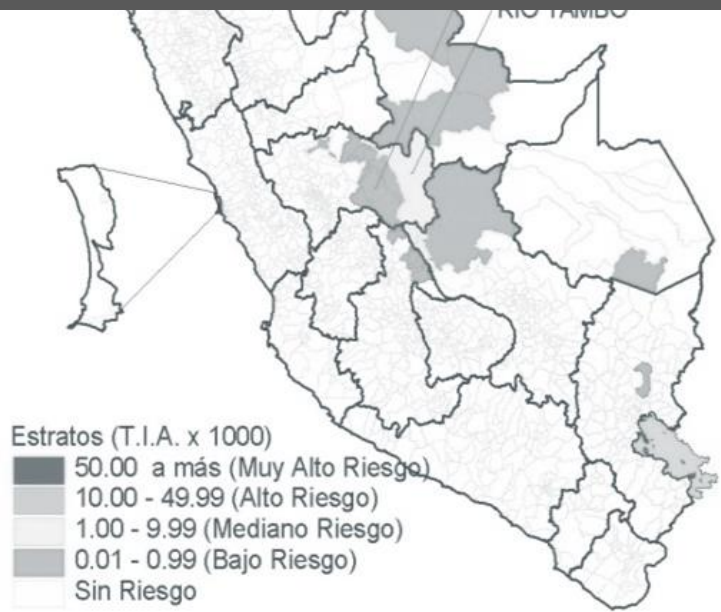 RÍO TAMBO
Estratos (T.I.A. x 1000)
50.00 a más (Muy Alto Riesgo)
10.00 - 49.99 (Alto Riesgo)
1.00 - 9.99 (Mediano Riesgo)
0.01 - 0.99 (Bajo Riesgo)
Sin Riesgo